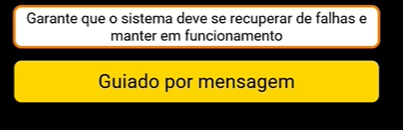 Garante que o sistema deve se recuperar de falhas e
manter em funcionamento
Guiado por mensagem